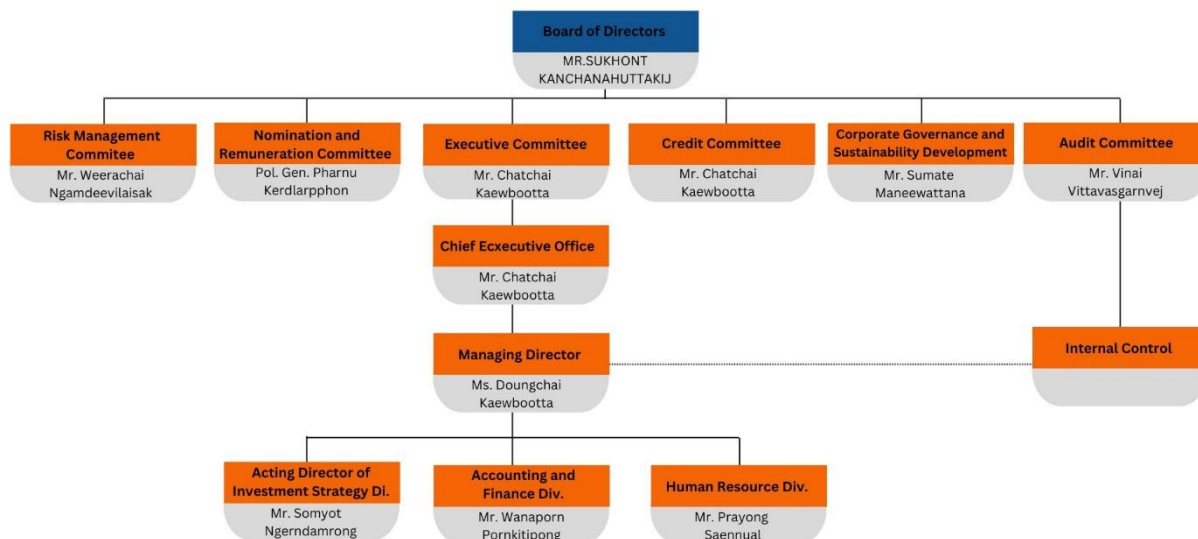 Board of Directors
MR.SUKHONT
KANCHANAHUTTAKIJ
Risk Management
Commitee
Mr. Weerachai
Ngamdeevilaisak
Nomination and
Remuneration Committee
Pol. Gen. Pharnu
Kerdlarpphon
Executive Committee
Mr. Chatchai
Kaewbootta
Credit Committee
Mr. Chatchai
Kaewbootta
Corporate Governance and
Sustainability Development
Mr. Sumate
Maneewattana
Audit Committee
Mr. Vinai
Vittavasgarnvej
Chief Ecxecutive Office
Mr. Chatchai
Kaewbootta
Managing Director
Ms. Doungchai
Kaewbootta
Internal Control
Acting Director of
Investment Strategy Di.
Mr. Somyot
Ngerndamrong
Accounting and
Finance Div.
Mr. Wanaporn
Pornkitipong
Human Resource Div.
Mr. Prayong
Saennual